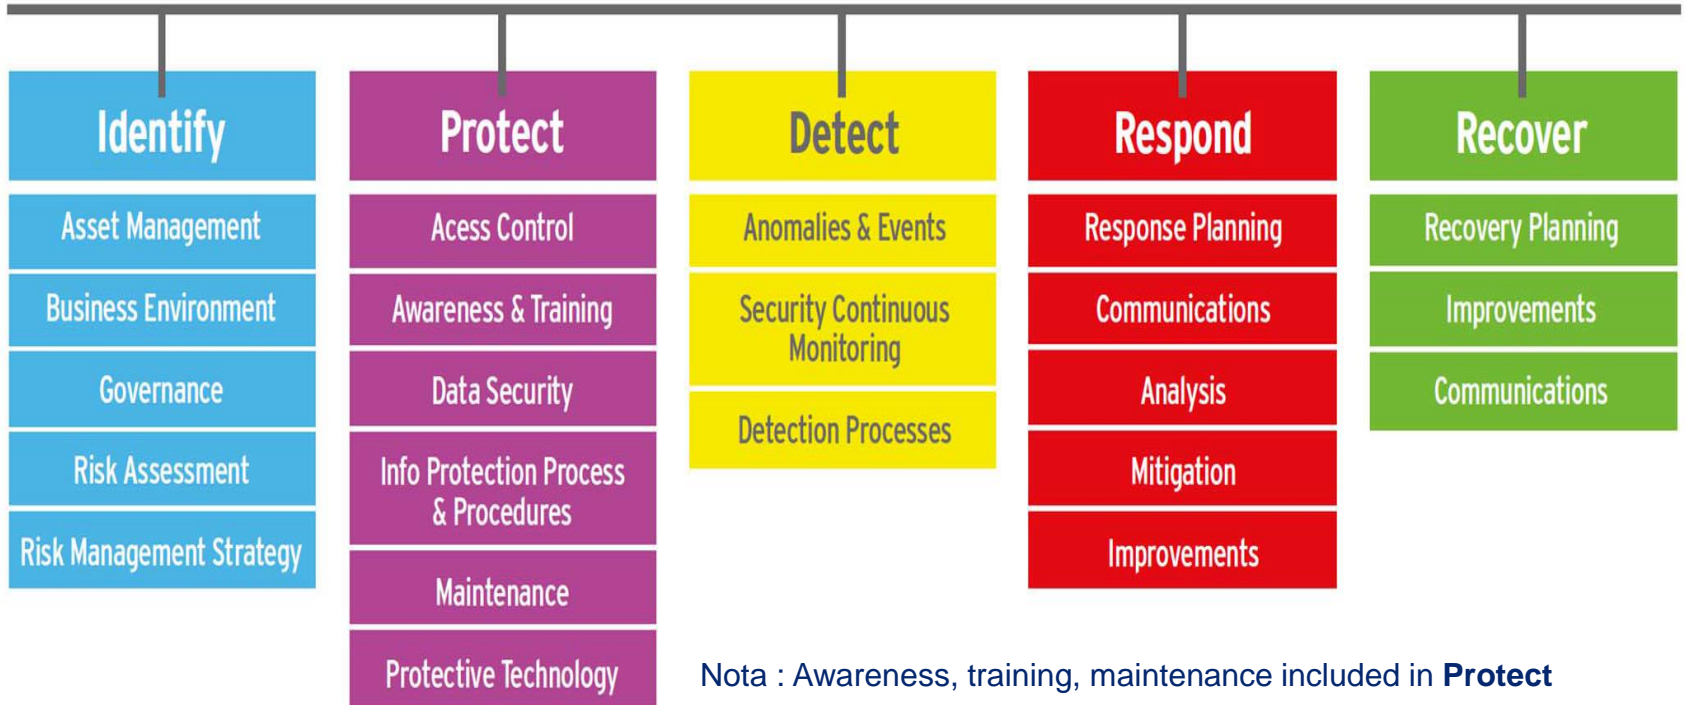 Identify
Asset Management
Business Environment
Governance
Risk Assessment
Risk Management Strategy
Protect
Acess Control
Awareness & Training
Data Security
Info Protection Process
& Procedures
Maintenance
Protective Technology
Detect
Anomalies & Events
Security Continuous
Monitoring
Detection Processes
Respond
Response Planning
Communications
Analysis
Mitigation
Improvements
Recover
Recovery Planning
Improvements
Communications
Nota : Awareness, training, maintenance included in Protect